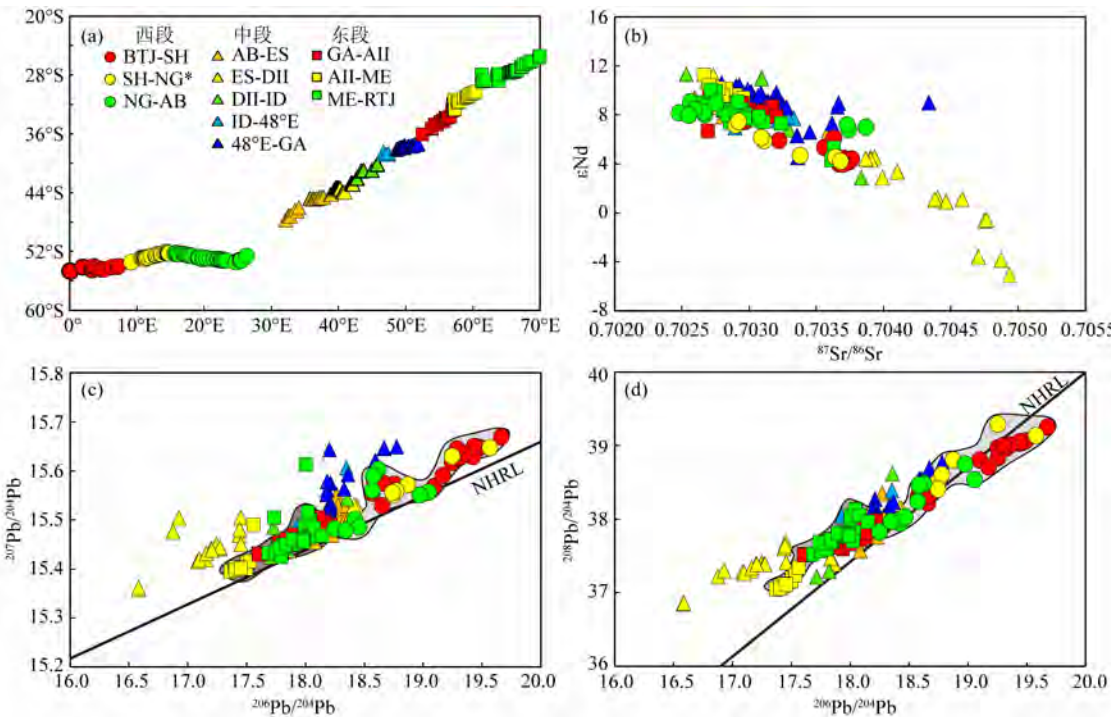 (a)
西段 中段 东段
BTJ-SH AB-ES GA-AII
SH-NG* ES-DII AII-ME
NG-AB DII-ID ME-RTJ
ID-48°E
48°E-GA
20°S
28°S
36°S
44°S
52°S
60°S
0° 10°E 20°E 30°E 40°E 50°E 60°E 70°E
(b)
16
12
8
4
0
-4
-8
εNd
0.7020 0.7025 0.7030 0.7035 0.7040 0.7045 0.7050 0.7055
⁸⁷Sr/⁸⁶Sr
(c)
15.8
15.7
15.6
15.5
15.4
15.3
15.2
²⁰⁷Pb/²⁰⁴Pb
NHRL
16.0 16.5 17.0 17.5 18.0 18.5 19.0 19.5 20.0
²⁰⁶Pb/²⁰⁴Pb
(d)
40
39
38
37
36
²⁰⁸Pb/²⁰⁴Pb
NHRL
16.0 16.5 17.0 17.5 18.0 18.5 19.0 19.5 20.0
²⁰⁶Pb/²⁰⁴Pb